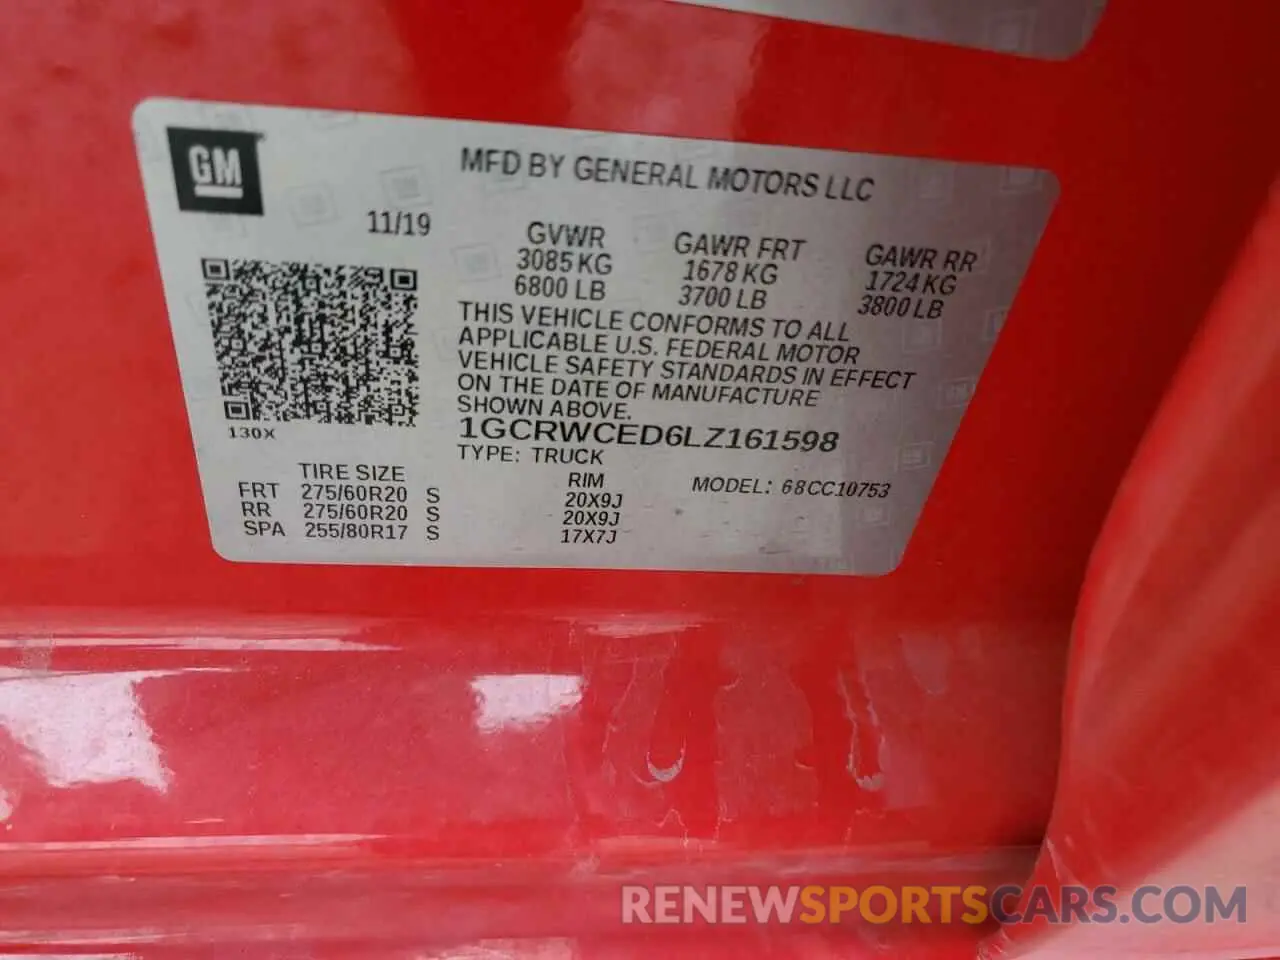 GM
MFD BY GENERAL MOTORS LLC
11/19
GVWR GAWR FRT GAWR RR
3085 KG 1678 KG 1724 KG
6800 LB 3700 LB 3800 LB
THIS VEHICLE CONFORMS TO ALL
APPLICABLE U.S. FEDERAL MOTOR
VEHICLE SAFETY STANDARDS IN EFFECT
ON THE DATE OF MANUFACTURE
SHOWN ABOVE.
130X
1GCRWCED6LZ161598
TYPE: TRUCK
TIRE SIZE RIM MODEL: 68CC10753
FRT 275/60R20 S 20X9J
RR 275/60R20 S 20X9J
SPA 255/80R17 S 17X7J
RENEWSPORTSCARS.COM